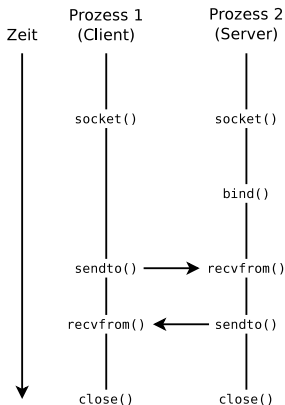 Zeit
Prozess 1
(Client)
Prozess 2
(Server)
socket()
socket()
bind()
sendto()
recvfrom()
recvfrom()
sendto()
close()
close()